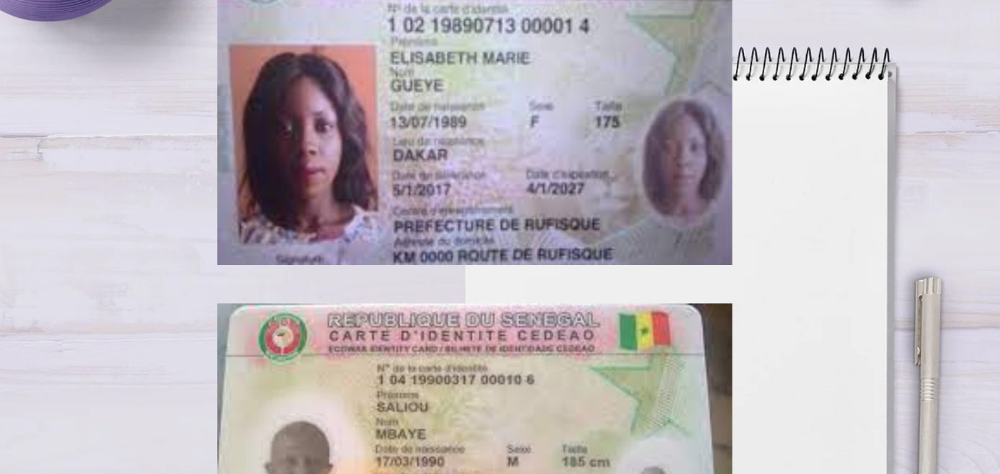 N° de la carte d'identité
1 02 19890713 00001 4
Prénoms
ELISABETH MARIE
Nom
GUEYE
Date de naissance Sexe Taille
13/07/1989 F 175
Lieu de naissance
DAKAR
Date de délivrance Date d'expiration
5/1/2017 4/1/2027
Centre d'enregistrement
PREFECTURE DE RUFISQUE
Adresse du domicile
KM 0000 ROUTE DE RUFISQUE
Signature
REPUBLIQUE DU SENEGAL
CARTE D'IDENTITE CEDEAO
ECOWAS IDENTITY CARD / BILHETE DE IDENTIDADE CEDEAO
N° de la carte d'identité
1 04 19900317 00010 6
Prénoms
SALIOU
Nom
MBAYE
Date de naissance Sexe Taille
17/03/1990 M 185 cm